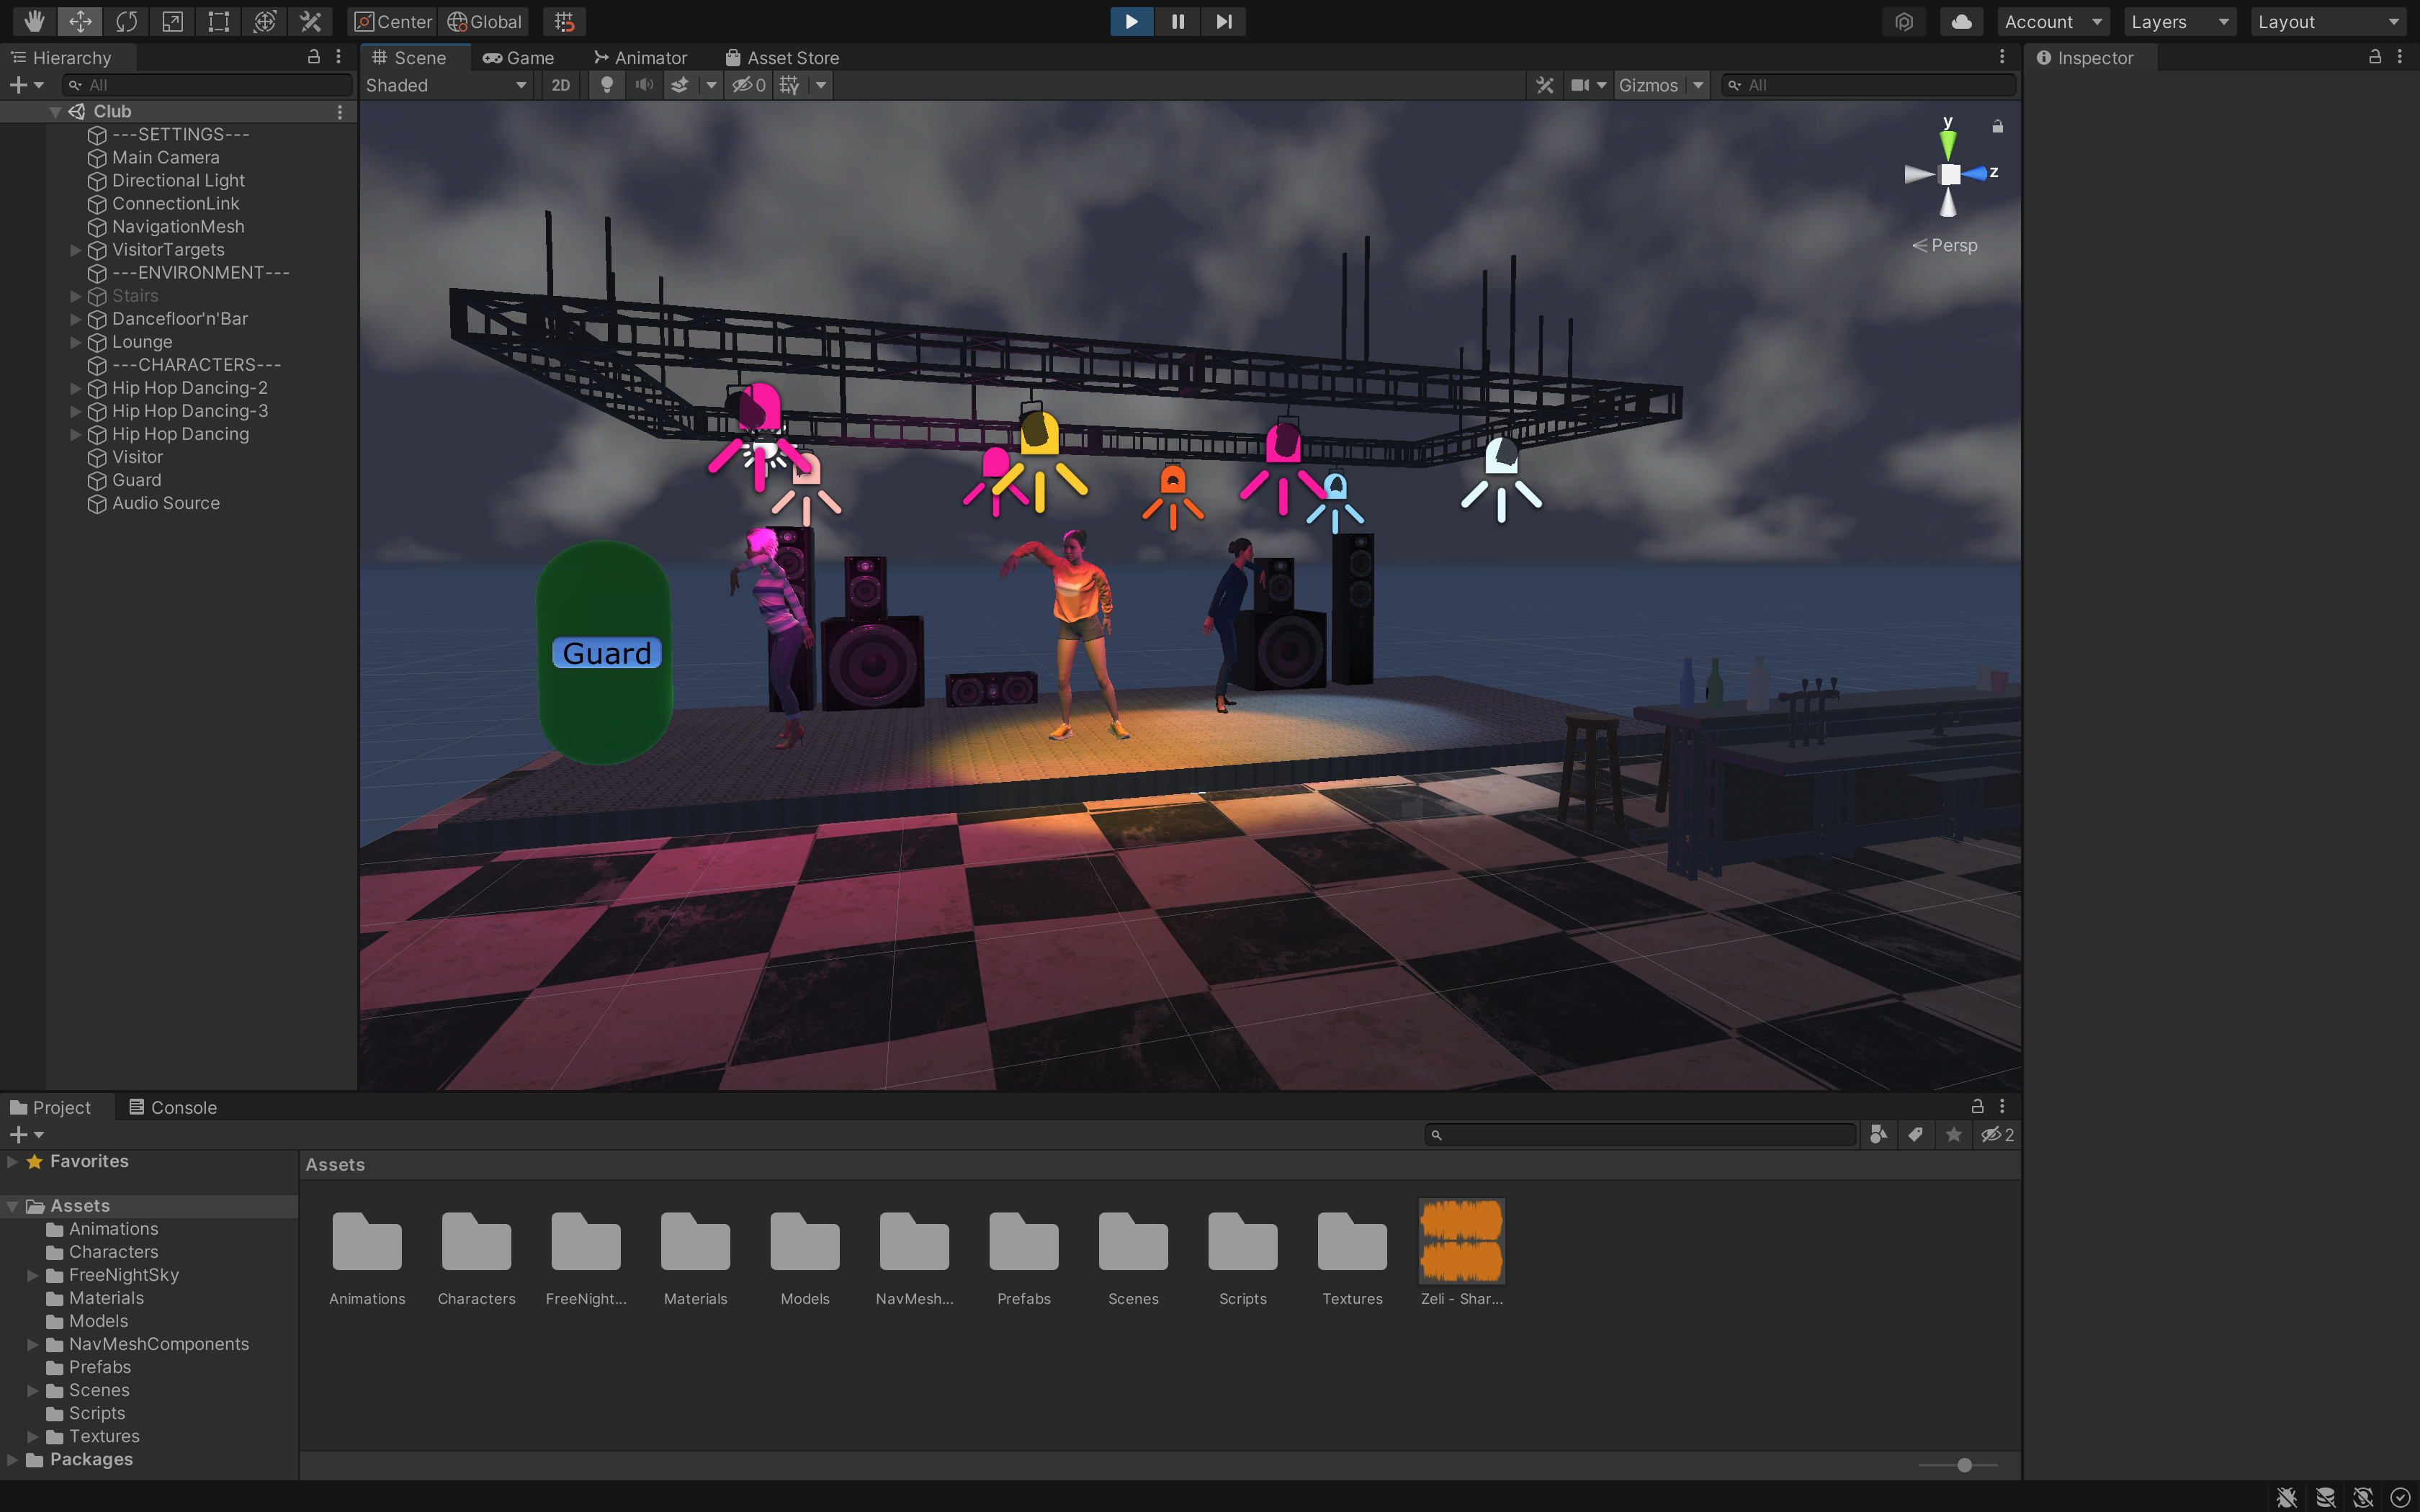 Center
Global
Account
Layers
Layout
Hierarchy
Scene
Game
Animator
Asset Store
Inspector
All
Shaded
2D
0
Gizmos
All
Club
---SETTINGS---
Main Camera
Directional Light
ConnectionLink
NavigationMesh
VisitorTargets
---ENVIRONMENT---
Stairs
Dancefloor'n'Bar
Lounge
---CHARACTERS---
Hip Hop Dancing-2
Hip Hop Dancing-3
Hip Hop Dancing
Visitor
Guard
Audio Source
y
z
Persp
Guard
Project
Console
2
Favorites
Assets
Animations
Characters
FreeNightSky
Materials
Models
NavMeshComponents
Prefabs
Scenes
Scripts
Textures
Packages
Assets
Animations
Characters
FreeNight...
Materials
Models
NavMesh...
Prefabs
Scenes
Scripts
Textures
Zeli - Shar...